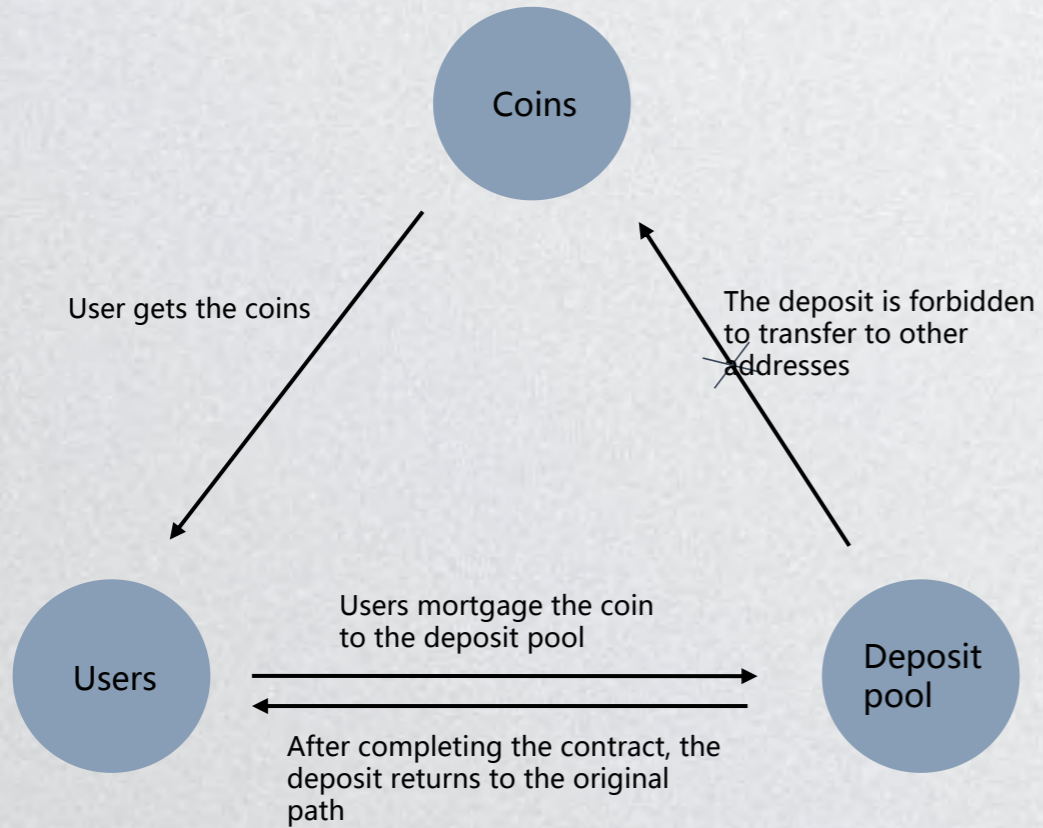 Coins
User gets the coins
The deposit is forbidden
to transfer to other
addresses
Users mortgage the coin
to the deposit pool
Users
Deposit
pool
After completing the contract, the
deposit returns to the original
path